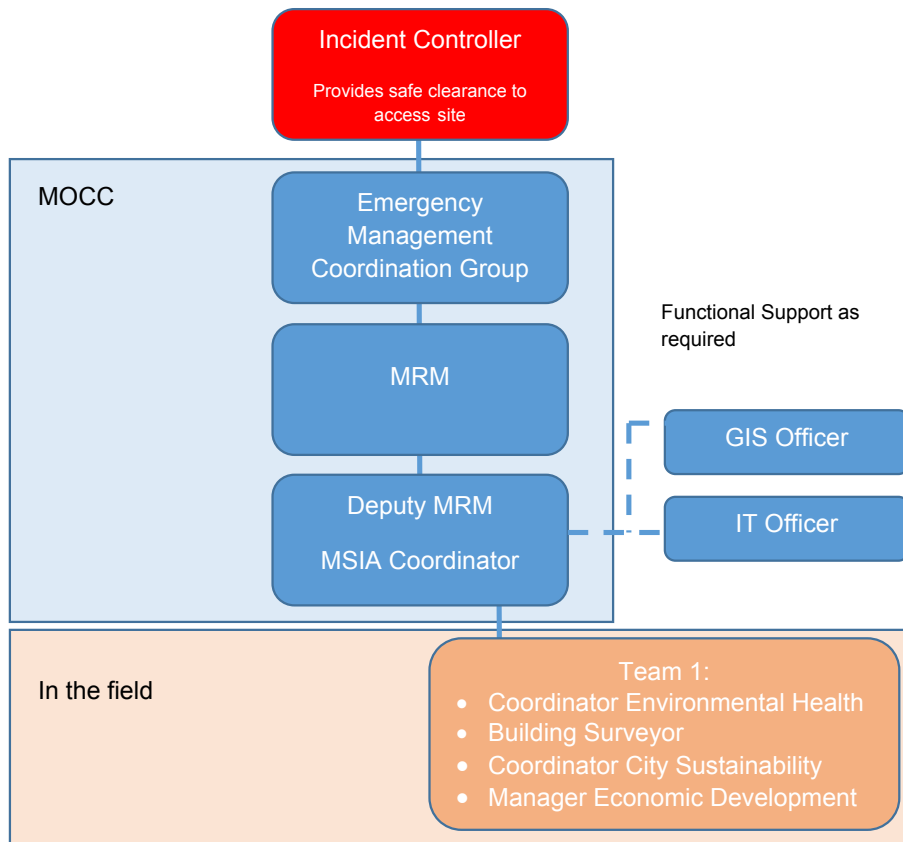 Incident Controller
Provides safe clearance to
access site
MOCC
Emergency
Management
Coordination Group
Functional Support as
required
MRM
GIS Officer
Deputy MRM
MSIA Coordinator
IT Officer
In the field
Team 1:
• Coordinator Environmental Health
• Building Surveyor
• Coordinator City Sustainability
• Manager Economic Development